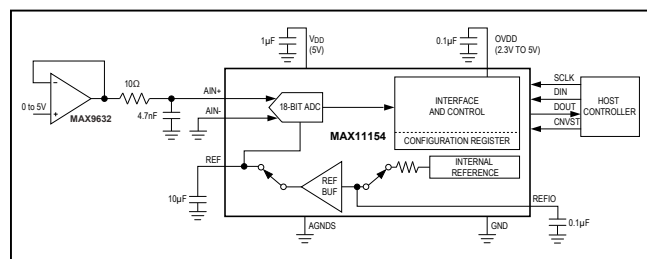 1µF
VDD
(5V)
0.1µF
OVDD
(2.3V TO 5V)
10Ω
0 to 5V
MAX9632
4.7nF
AIN+
AIN-
18-BIT ADC
MAX11154
INTERFACE
AND CONTROL
CONFIGURATION REGISTER
SCLK
DIN
DOUT
CNVST
HOST
CONTROLLER
REF
10µF
REF
BUF
INTERNAL
REFERENCE
REFIO
0.1µF
AGNDS
GND